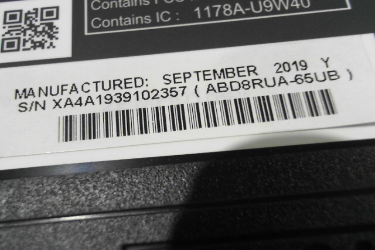 Contains IC : 1178A-U9W40
MANUFACTURED: SEPTEMBER 2019 Y
S/N XA4A1939102357 ( ABD8RUA-65UB )